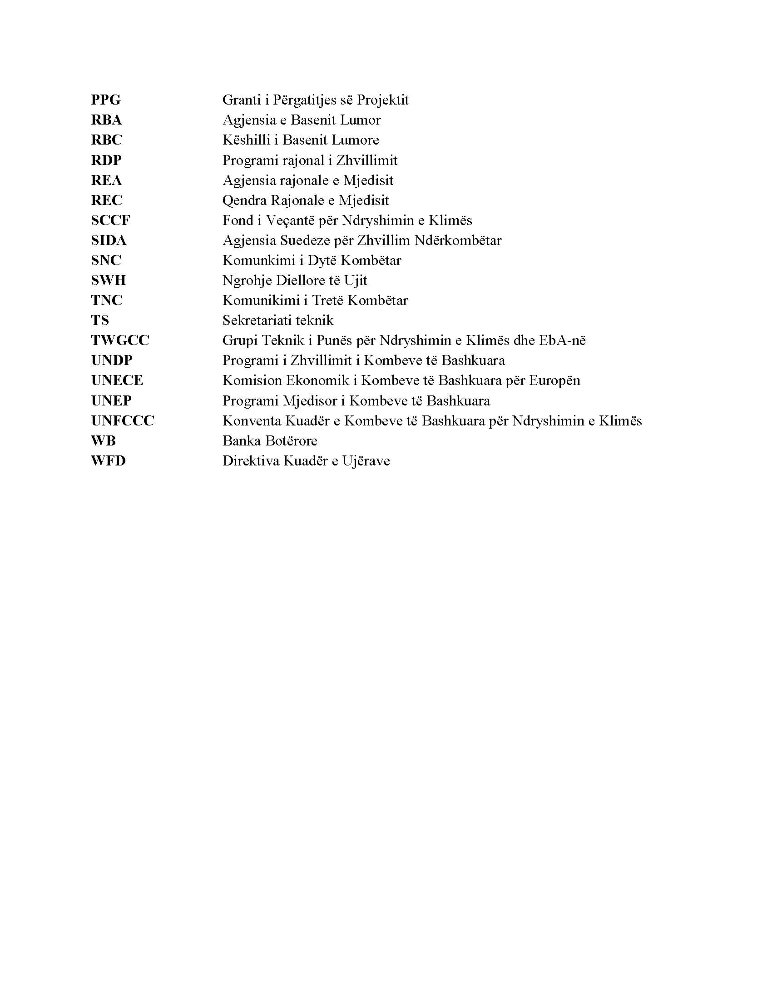 PPG Granti i Përgatitjes së Projektit
RBA Agjensia e Basenit Lumor
RBC Këshilli i Basenit Lumore
RDP Programi rajonal i Zhvillimit
REA Agjensia rajonale e Mjedisit
REC Qendra Rajonale e Mjedisit
SCCF Fond i Veçantë për Ndryshimin e Klimës
SIDA Agjensia Suedeze për Zhvillim Ndërkombëtar
SNC Komunkimi i Dytë Kombëtar
SWH Ngrohje Diellore të Ujit
TNC Komunikimi i Tretë Kombëtar
TS Sekretariati teknik
TWGCC Grupi Teknik i Punës për Ndryshimin e Klimës dhe EbA-në
UNDP Programi i Zhvillimit i Kombeve të Bashkuara
UNECE Komision Ekonomik i Kombeve të Bashkuara për Europën
UNEP Programi Mjedisor i Kombeve të Bashkuara
UNFCCC Konventa Kuadër e Kombeve të Bashkuara për Ndryshimin e Klimës
WB Banka Botërore
WFD Direktiva Kuadër e Ujërave